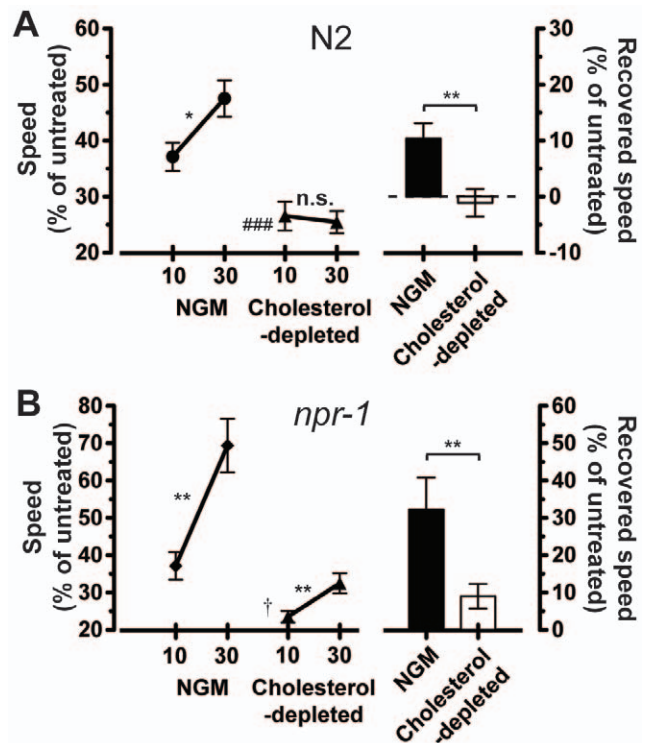 A
N2
Speed
(% of untreated)
60
50
40
30
20
*
###
n.s.
10 30 10 30
NGM Cholesterol
-depleted
**
30
20
10
0
-10
Recovered speed
(% of untreated)
NGM
Cholesterol
-depleted
B
npr-1
Speed
(% of untreated)
80
70
60
50
40
30
20
**
†
**
10 30 10 30
NGM Cholesterol
-depleted
**
60
50
40
30
20
10
0
Recovered speed
(% of untreated)
NGM
Cholesterol
-depleted